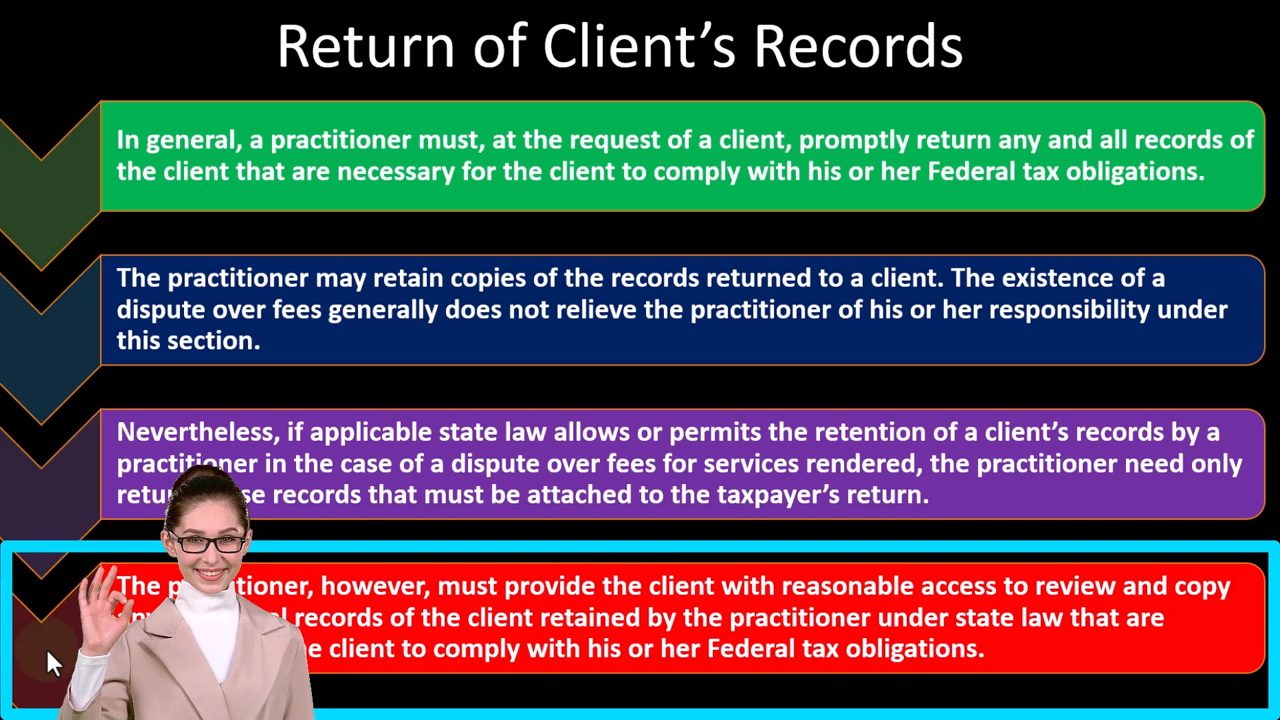 Return of Client’s Records
In general, a practitioner must, at the request of a client, promptly return any and all records of
the client that are necessary for the client to comply with his or her Federal tax obligations.
The practitioner may retain copies of the records returned to a client. The existence of a
dispute over fees generally does not relieve the practitioner of his or her responsibility under
this section.
Nevertheless, if applicable state law allows or permits the retention of a client’s records by a
practitioner in the case of a dispute over fees for services rendered, the practitioner need only
records that must be attached to the taxpayer’s return.
The however, must provide the client with reasonable access to review and copy
records of the client retained by the practitioner under state law that are
client to comply with his or her Federal tax obligations.